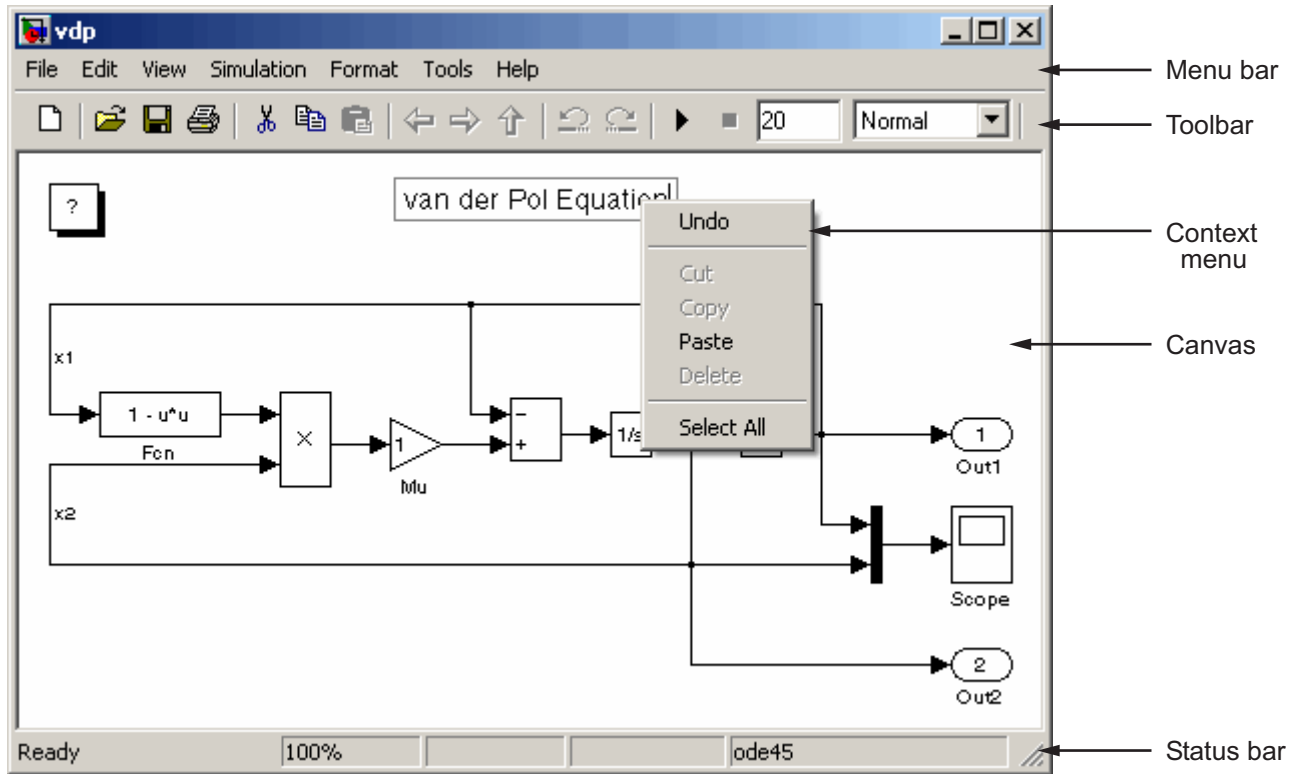 vdp
File Edit View Simulation Format Tools Help
Menu bar
20 Normal
Toolbar
?
van der Pol Equation
Undo
Context
menu
Cut
Copy
Paste
Delete
Select All
Canvas
x1
1 - u*u
Fcn
×
1
Mu
−
+
1/s
1
Out1
x2
Scope
2
Out2
Ready 100% ode45
Status bar